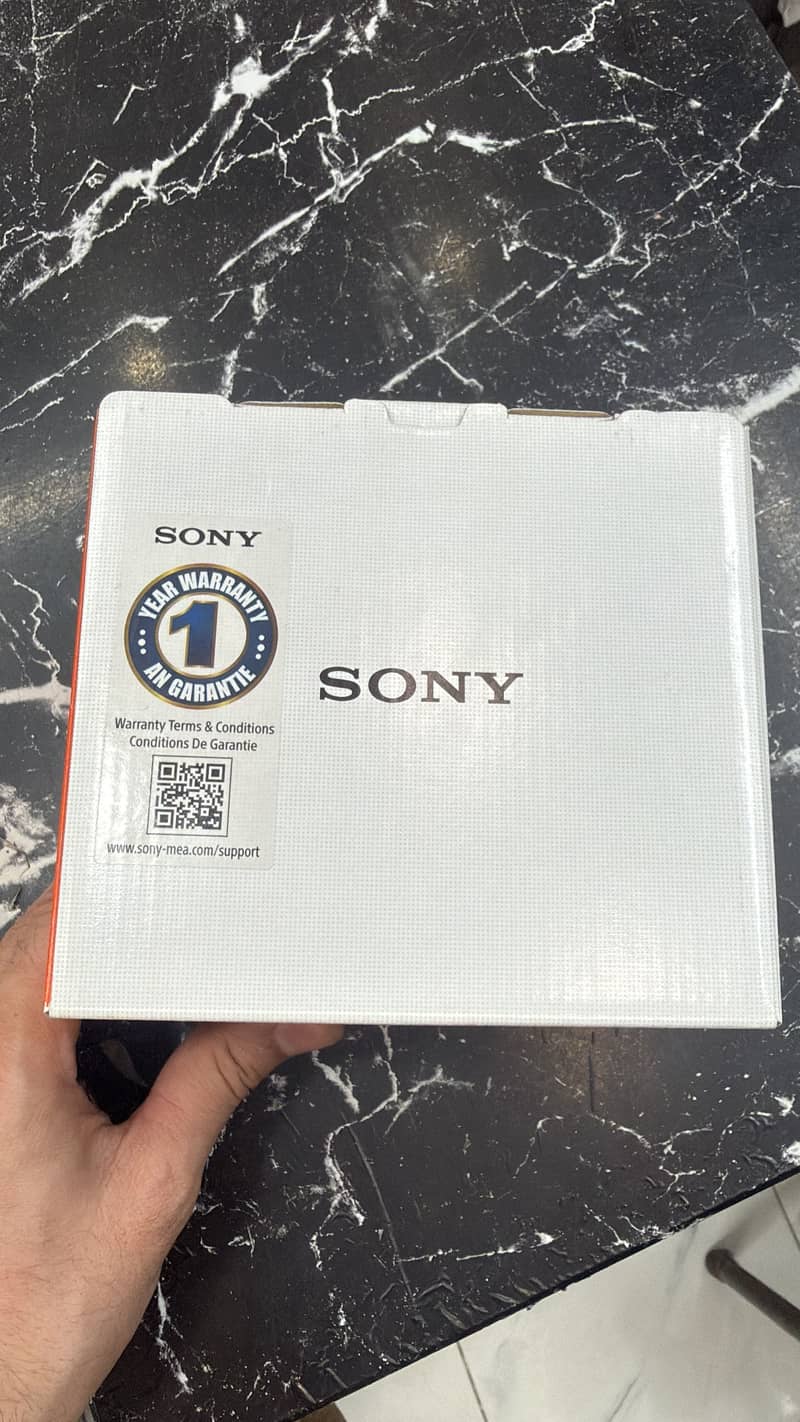 SONY
YEAR WARRANTY
1
AN GARANTIE
Warranty Terms & Conditions
Conditions De Garantie
www.sony-mea.com/support
SONY